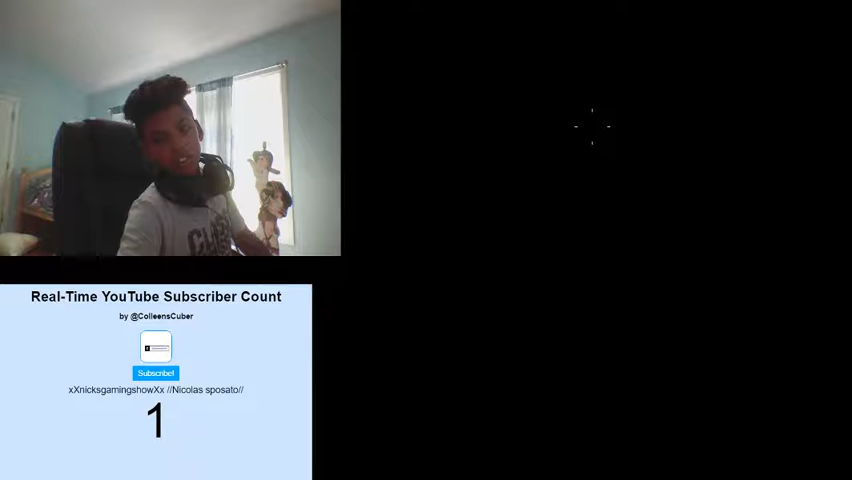 Real-Time YouTube Subscriber Count
by @ColleensCuber
Subscribe!
xXnicksgamingshowXx //Nicolas sposato//
1